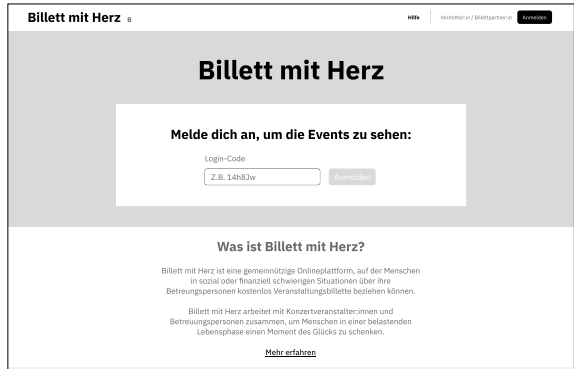 Billett mit Herz B
Hilfe
Vermittler:in / Billettpartner:in
Anmelden
Billett mit Herz
Melde dich an, um die Events zu sehen:
Login-Code
Z.B. 14h8Jw
Anmelden
Was ist Billett mit Herz?
Billett mit Herz ist eine gemeinnützige Onlineplattform, auf der Menschen
in sozial oder finanziell schwierigen Situationen über ihre
Betreungspersonen kostenlos Veranstaltungsbillette beziehen können.
Billett mit Herz arbeitet mit Konzertveranstalter:innen und
Betreuungspersonen zusammen, um Menschen in einer belastenden
Lebensphase einen Moment des Glücks zu schenken.
Mehr erfahren